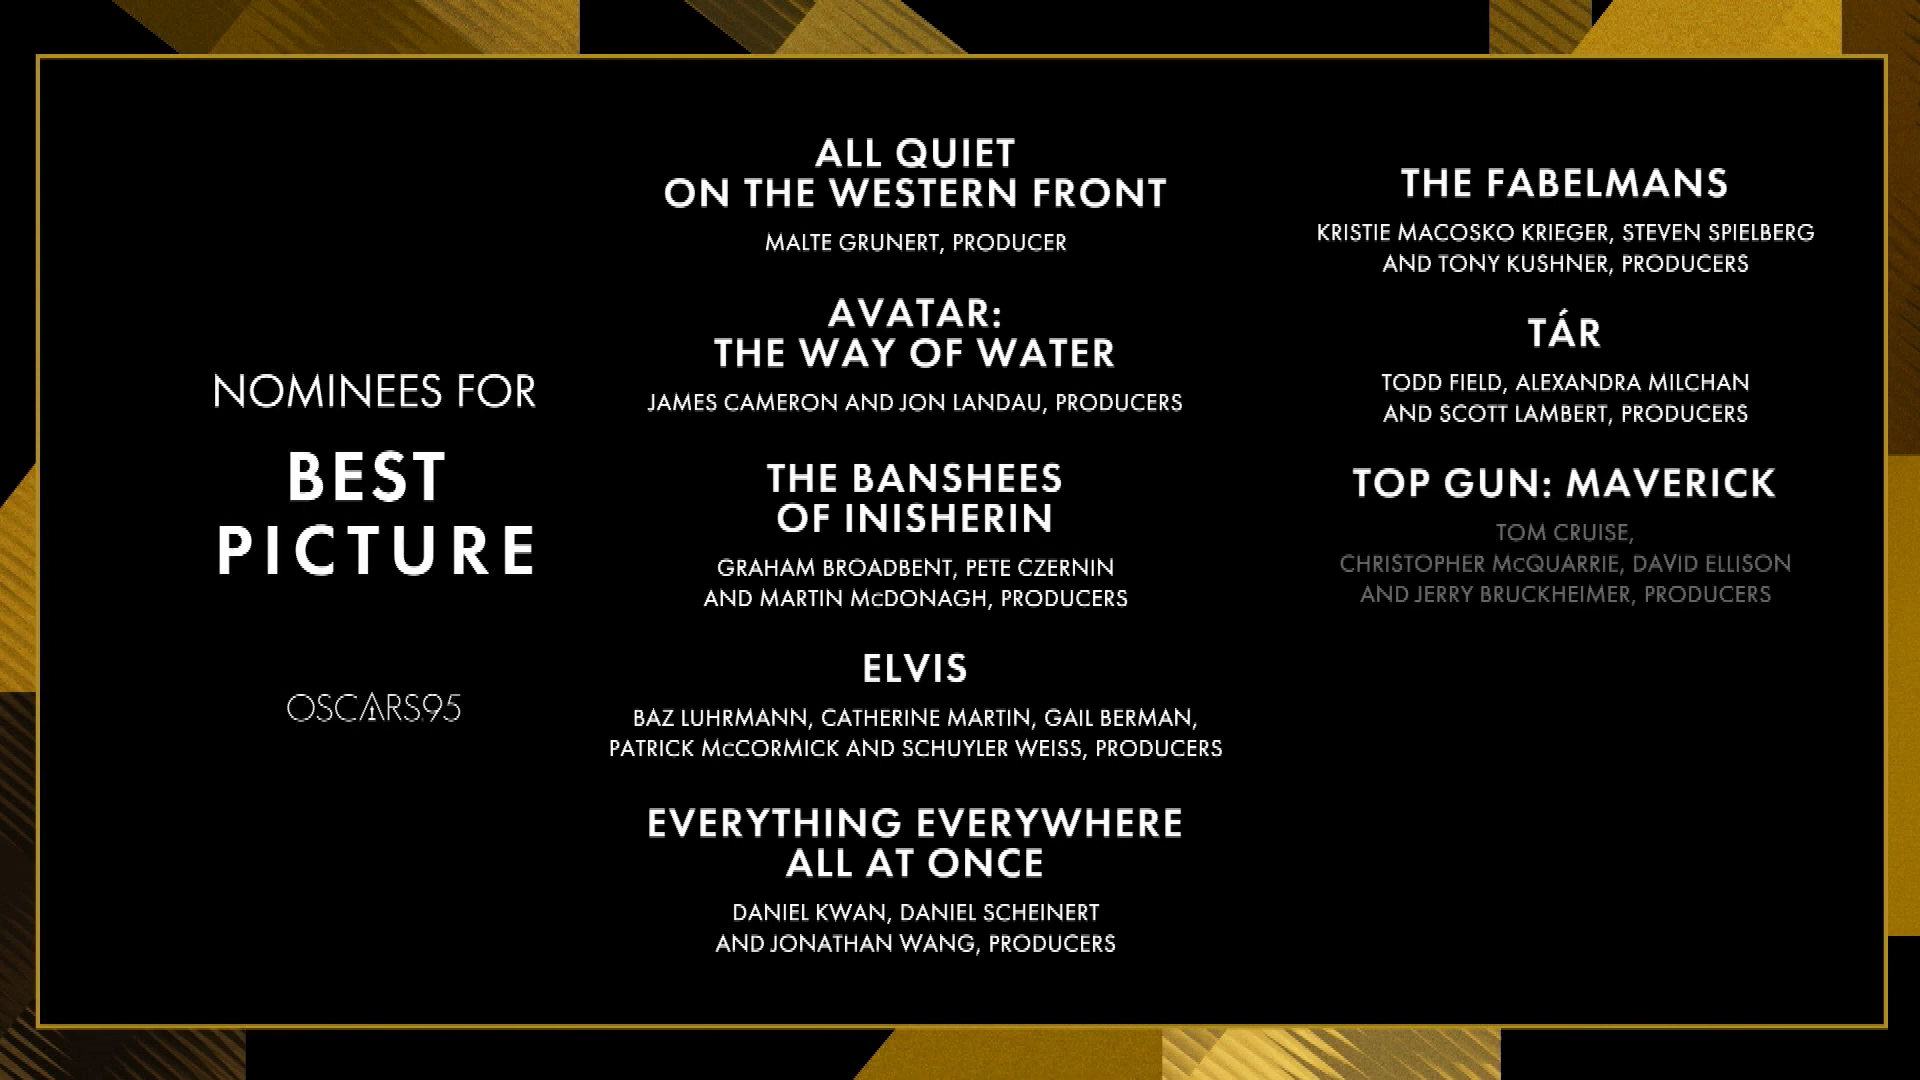 NOMINEES FOR
BEST
PICTURE
OSCARS95
ALL QUIET
ON THE WESTERN FRONT
MALTE GRUNERT, PRODUCER
AVATAR:
THE WAY OF WATER
JAMES CAMERON AND JON LANDAU, PRODUCERS
THE BANSHEES
OF INISHERIN
GRAHAM BROADBENT, PETE CZERNIN
AND MARTIN McDONAGH, PRODUCERS
ELVIS
BAZ LUHRMANN, CATHERINE MARTIN, GAIL BERMAN,
PATRICK McCORMICK AND SCHUYLER WEISS, PRODUCERS
EVERYTHING EVERYWHERE
ALL AT ONCE
DANIEL KWAN, DANIEL SCHEINERT
AND JONATHAN WANG, PRODUCERS
THE FABELMANS
KRISTIE MACOSKO KRIEGER, STEVEN SPIELBERG
AND TONY KUSHNER, PRODUCERS
TÁR
TODD FIELD, ALEXANDRA MILCHAN
AND SCOTT LAMBERT, PRODUCERS
TOP GUN: MAVERICK
TOM CRUISE,
CHRISTOPHER McQUARRIE, DAVID ELLISON
AND JERRY BRUCKHEIMER, PRODUCERS